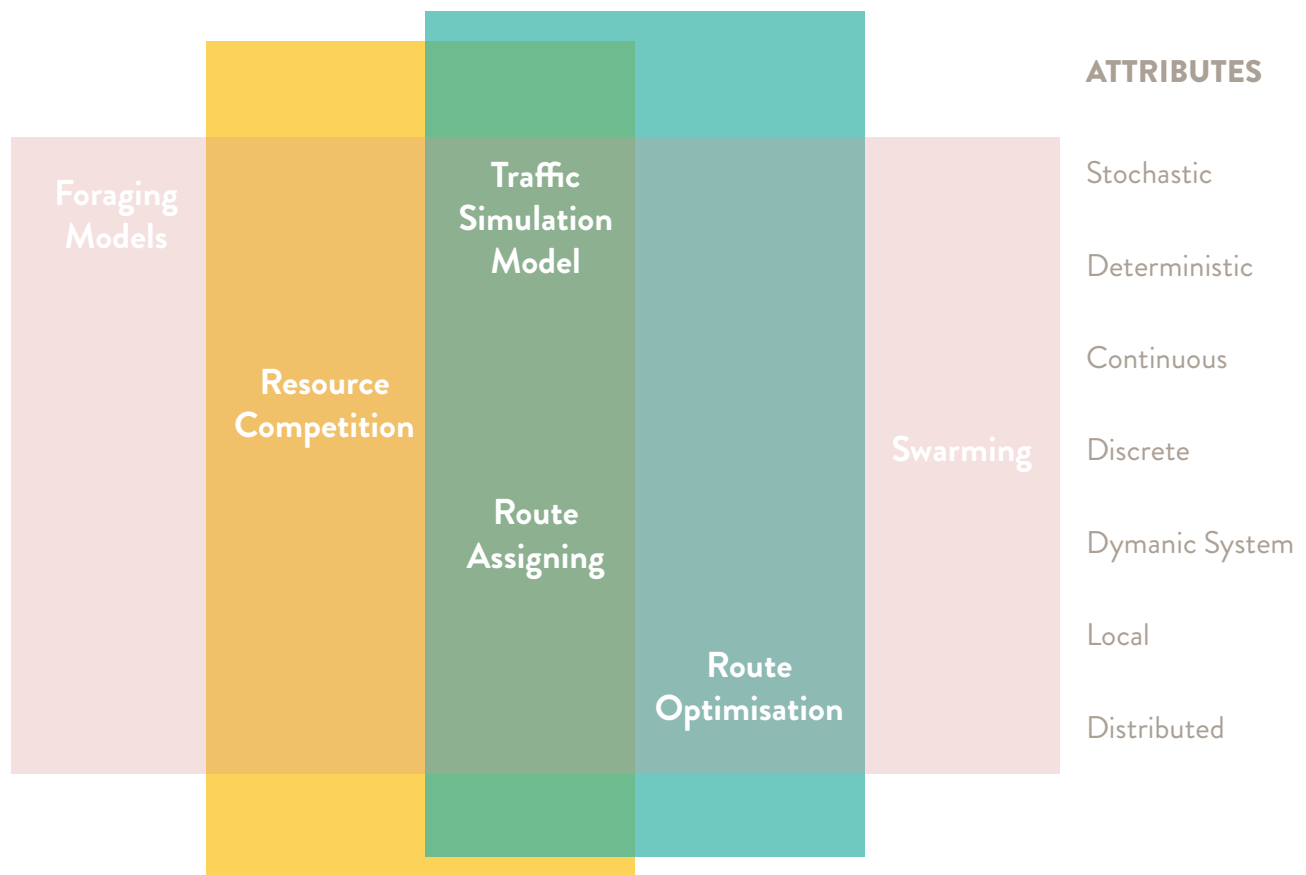 ATTRIBUTES
Foraging
Models
Traffic
Simulation
Model
Resource
Competition
Route
Assigning
Swarming
Route
Optimisation
Stochastic
Deterministic
Continuous
Discrete
Dymanic System
Local
Distributed